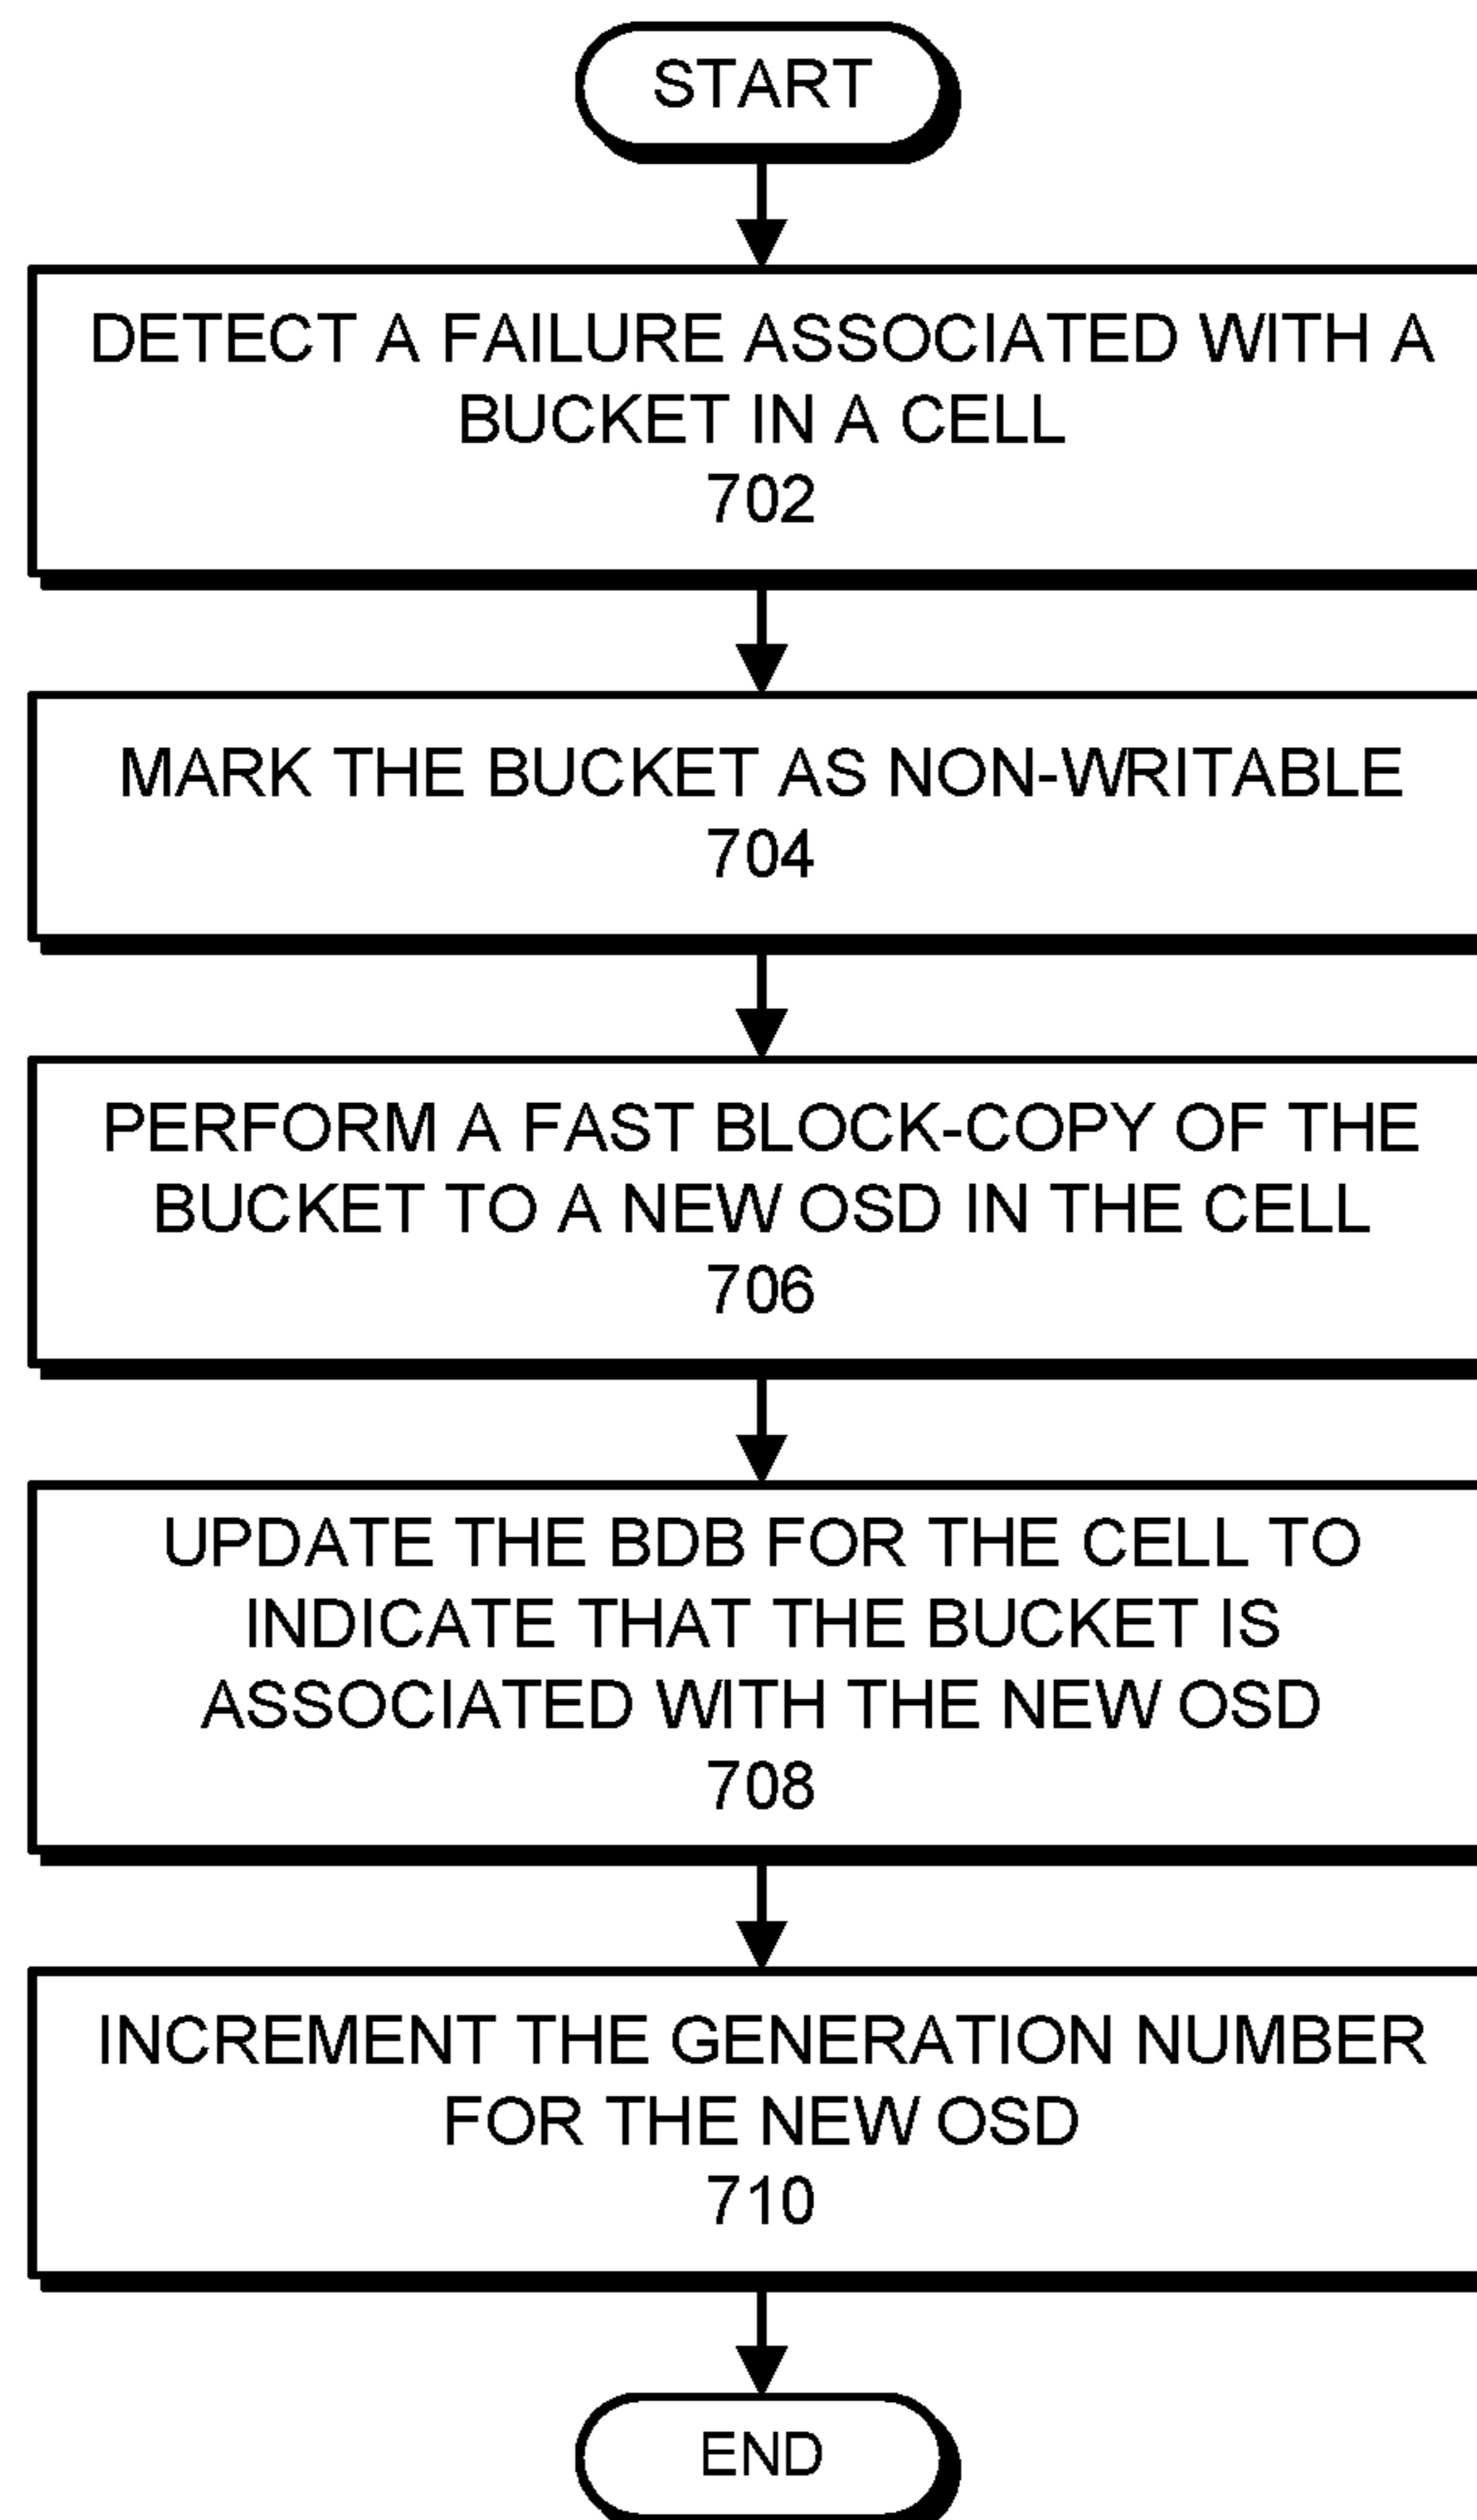 START
DETECT A FAILURE ASSOCIATED WITH A
BUCKET IN A CELL
702
MARK THE BUCKET AS NON-WRITABLE
704
PERFORM A FAST BLOCK-COPY OF THE
BUCKET TO A NEW OSD IN THE CELL
706
UPDATE THE BDB FOR THE CELL TO
INDICATE THAT THE BUCKET IS
ASSOCIATED WITH THE NEW OSD
708
INCREMENT THE GENERATION NUMBER
FOR THE NEW OSD
710
END